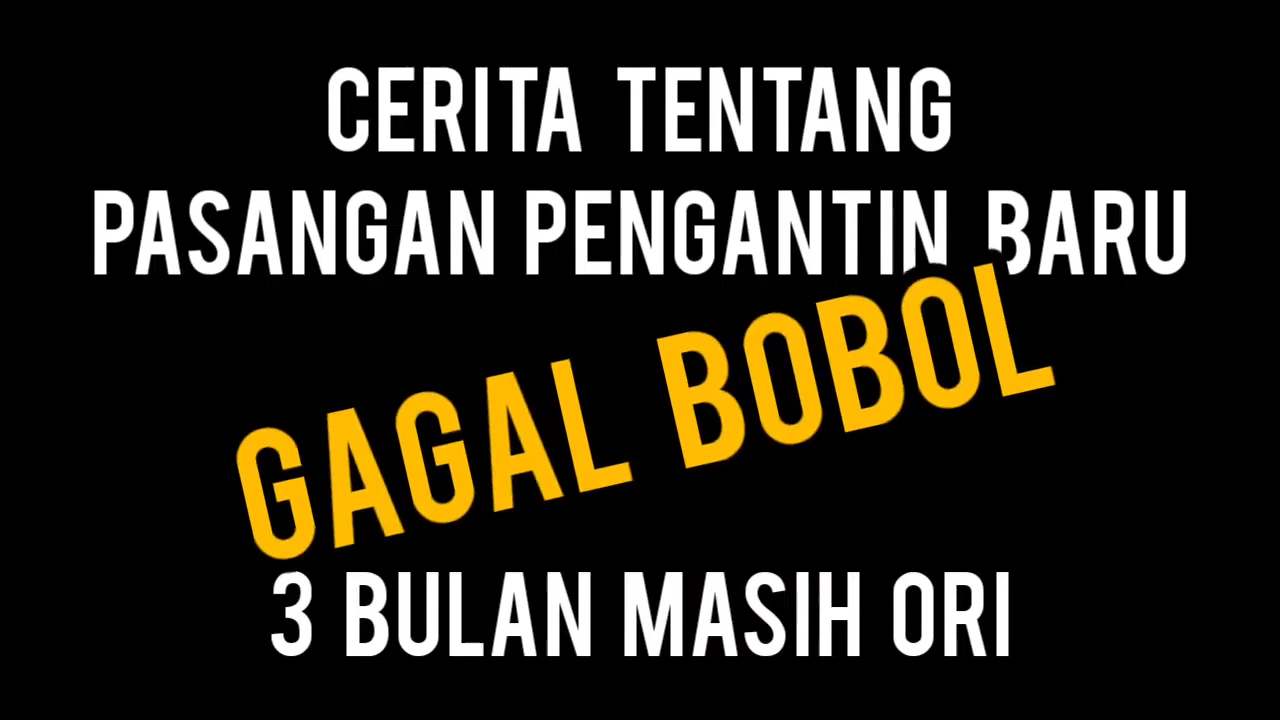 CERITA TENTANG
PASANGAN PENGANTIN BARU
GAGAL BOBOL
3 BULAN MASIH ORI